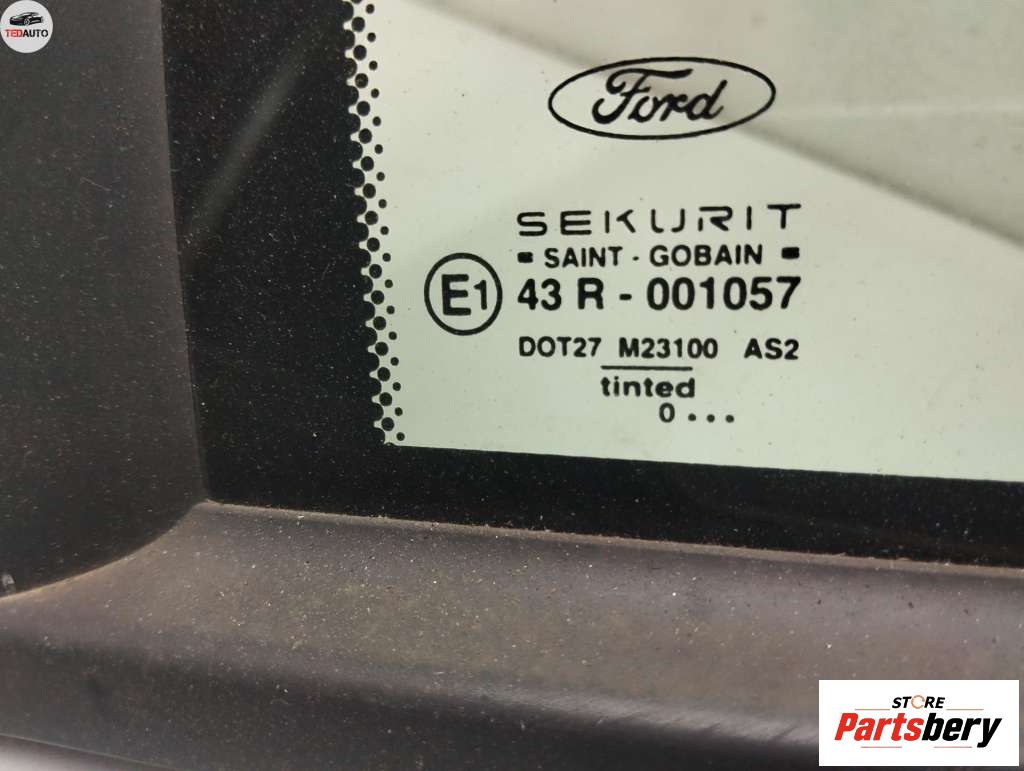 TEDAUTO
Ford
SEKURIT
SAINT - GOBAIN
E1 43 R - 001057
DOT27 M23100 AS2
tinted
0 . . .
STORE
Partsbery